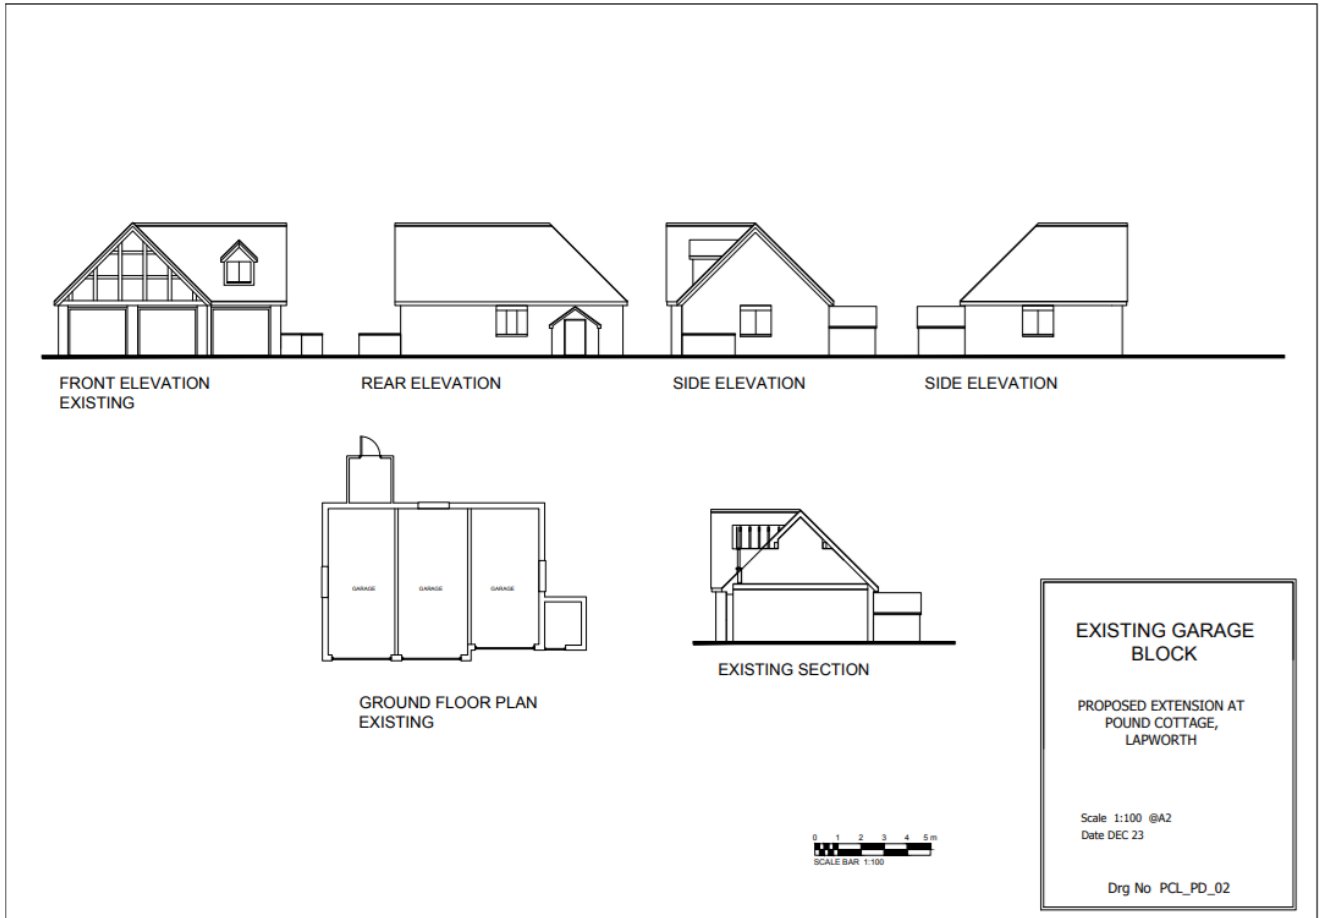 FRONT ELEVATION
EXISTING
REAR ELEVATION
SIDE ELEVATION
SIDE ELEVATION
GARAGE
GARAGE
GARAGE
GROUND FLOOR PLAN
EXISTING
EXISTING SECTION
0 1 2 3 4 5 m
SCALE BAR 1:100
EXISTING GARAGE
BLOCK
PROPOSED EXTENSION AT
POUND COTTAGE,
LAPWORTH
Scale 1:100 @A2
Date DEC 23
Drg No PCL_PD_02